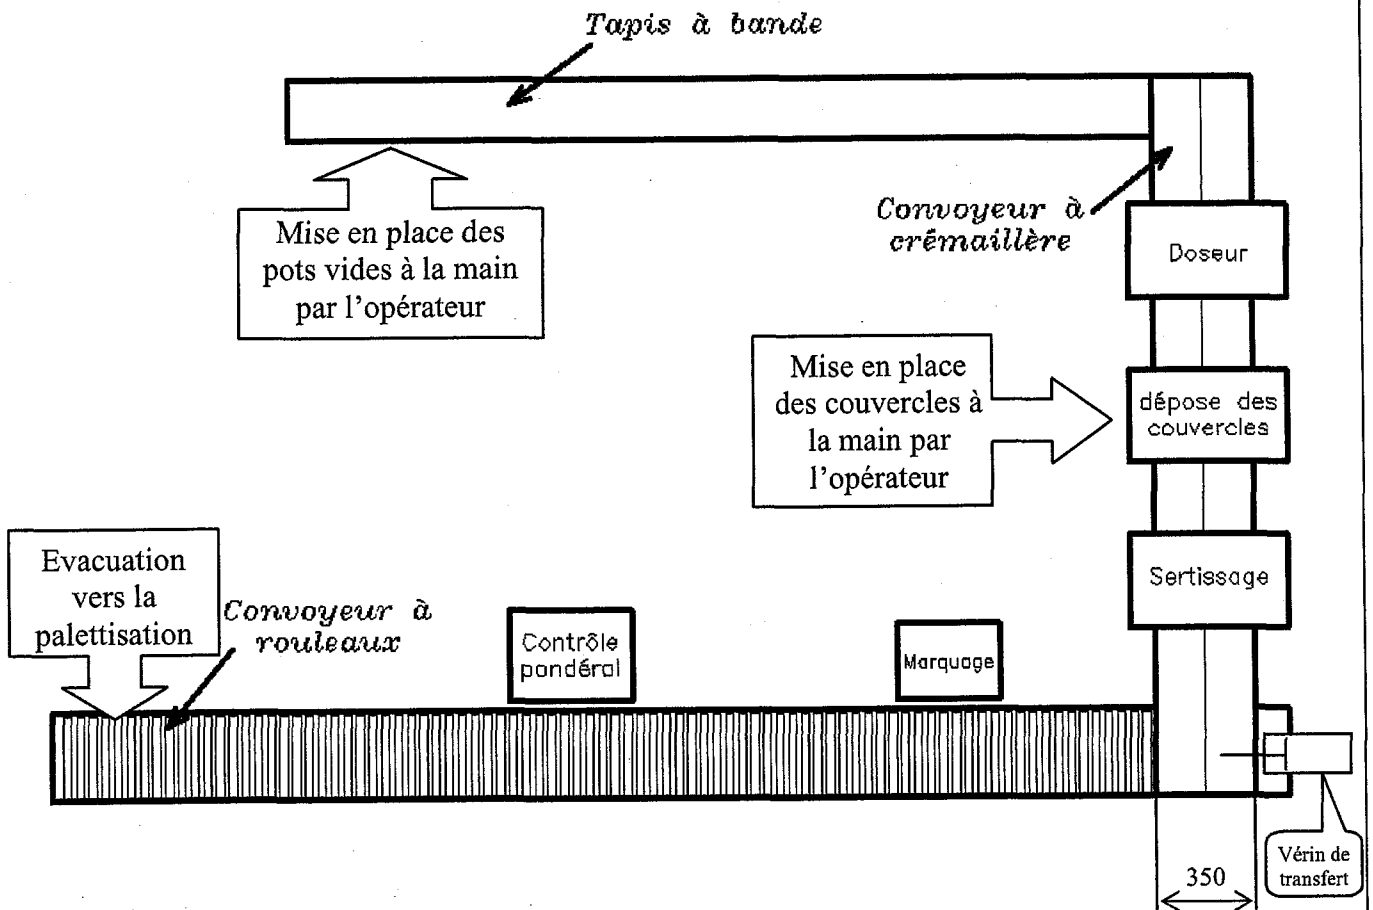 Tapis à bande
Mise en place des
pots vides à la main
par l'opérateur
Convoyeur à
crémaillère
Doseur
Mise en place
des couvercles à
la main par
l'opérateur
dépose des
couvercles
Evacuation
vers la
palettisation
Convoyeur à
rouleaux
Contrôle
pondéral
Marquage
Sertissage
350
Vérin de
transfert